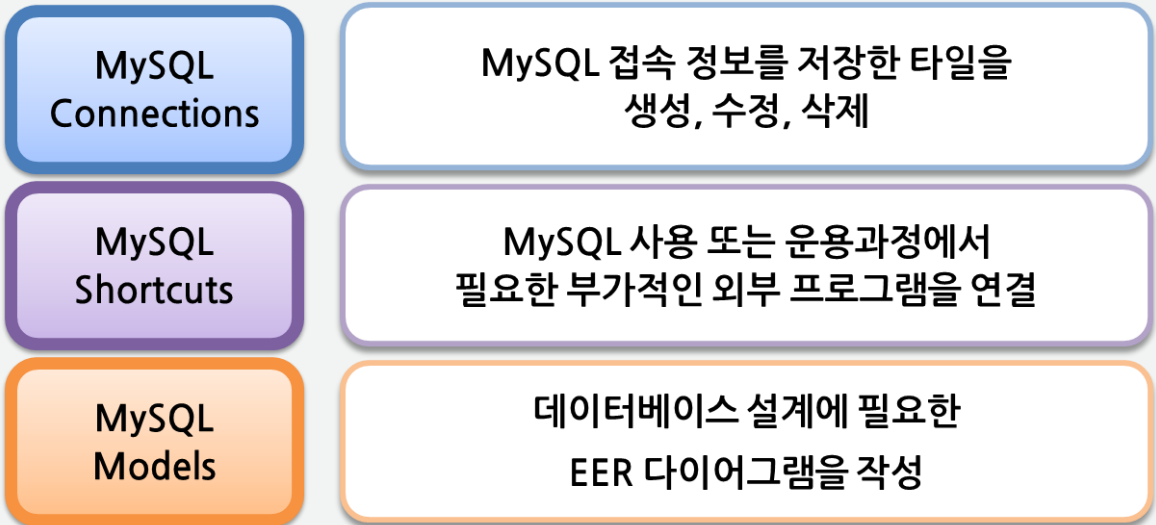 MySQL
Connections
MySQL 접속 정보를 저장한 타일을
생성, 수정, 삭제
MySQL
Shortcuts
MySQL 사용 또는 운용과정에서
필요한 부가적인 외부 프로그램을 연결
MySQL
Models
데이터베이스 설계에 필요한
EER 다이어그램을 작성